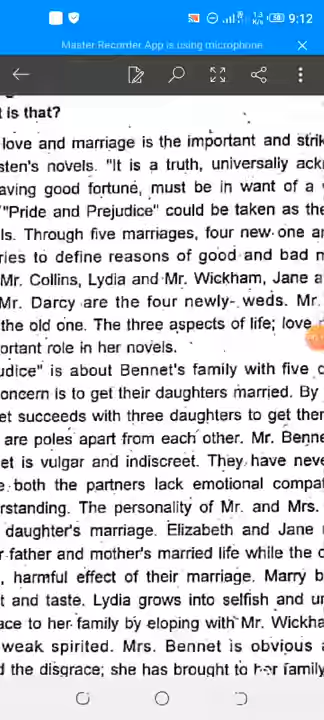 9:12
1.3
K/s
38
Master Recorder App is using microphone
t is that?
love and marriage is the important and strik
sten's novels. "It is a truth, universally ack
aving good fortune, must be in want of a
"Pride and Prejudice" could be taken as the
ls. Through five marriages, four new one ar
ries to define reasons of good and bad m
Mr. Collins, Lydia and Mr. Wickham, Jane a
Mr. Darcy are the four newly-weds. Mr.
the old one. The three aspects of life; love
ortant role in her novels.
udice" is about Bennet's family with five d
oncern is to get their daughters married. By
et succeeds with three daughters to get ther
are poles apart from each other. Mr. Benne
et is vulgar and indiscreet. They have neve
e both the partners lack emotional compat
rstanding. The personality of Mr. and Mrs.
daughter's marriage. Elizabeth and Jane
r father and mother's married life while the o
, harmful effect of their marriage. Marry b
t and taste. Lydia grows into selfish and ur
ace to her family by eloping with Mr. Wickha
weak spirited. Mrs. Bennet is obvious a
d the disgrace; she has brought to her family